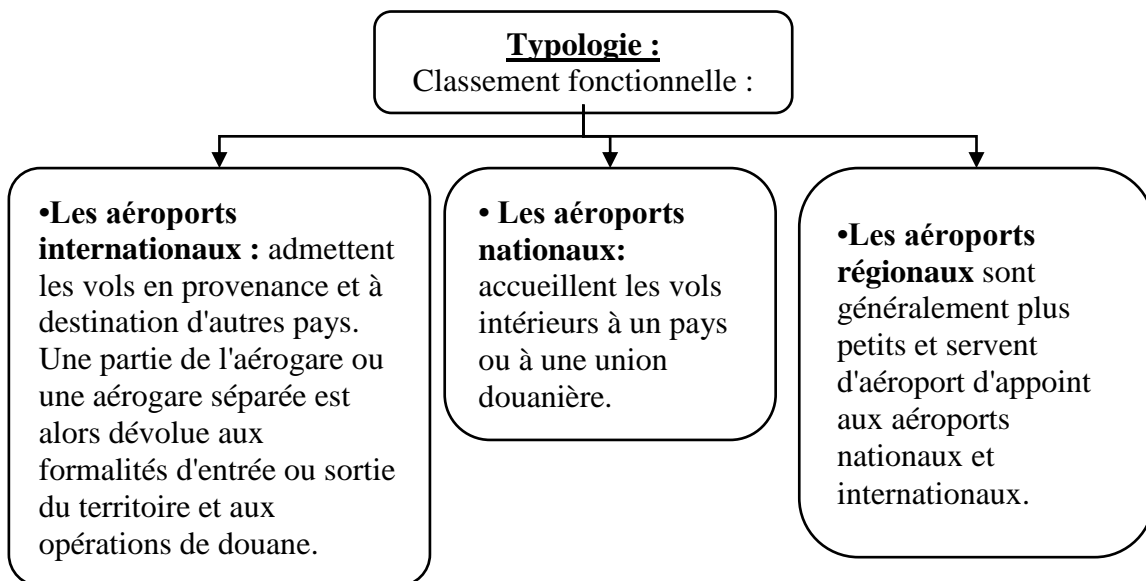 Typologie :
Classement fonctionnelle :
•Les aéroports
internationaux : admettent
les vols en provenance et à
destination d'autres pays.
Une partie de l'aérogare ou
une aérogare séparée est
alors dévolue aux
formalités d'entrée ou sortie
du territoire et aux
opérations de douane.
• Les aéroports
nationaux:
accueillent les vols
intérieurs à un pays
ou à une union
douanière.
•Les aéroports
régionaux sont
généralement plus
petits et servent
d'aéroport d'appoint
aux aéroports
nationaux et
internationaux.